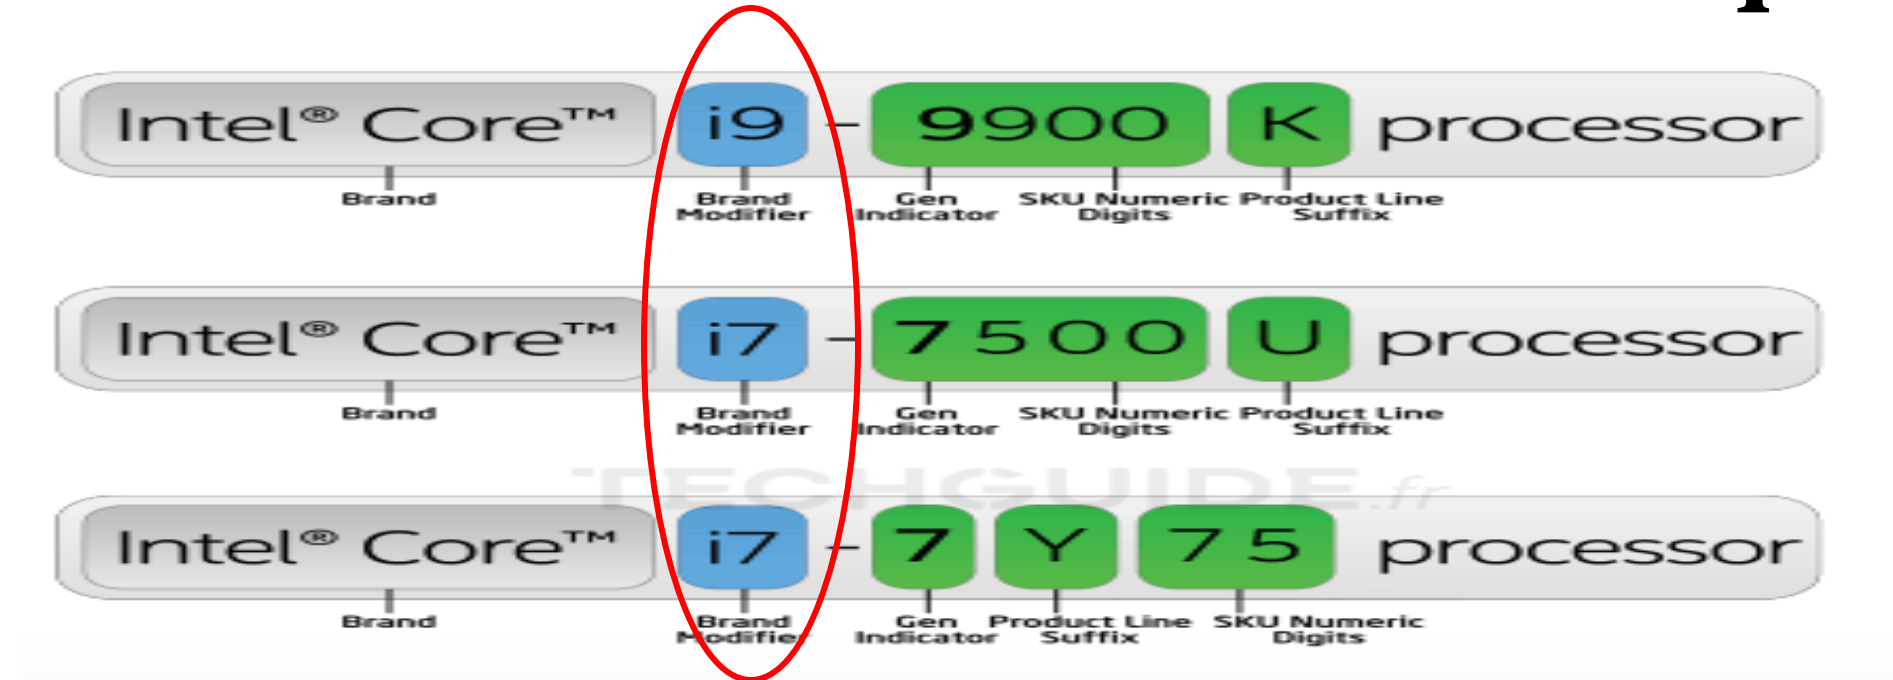 Intel® Core™ i9 - 9900 K processor
Brand Brand Modifier Gen Indicator SKU Numeric Digits Product Line Suffix
Intel® Core™ i7 - 7500 U processor
Brand Brand Modifier Gen Indicator SKU Numeric Digits Product Line Suffix
TECHGUIDE.fr
Intel® Core™ i7 - 7 Y 75 processor
Brand Brand Modifier Gen Indicator Product Line Suffix SKU Numeric Digits